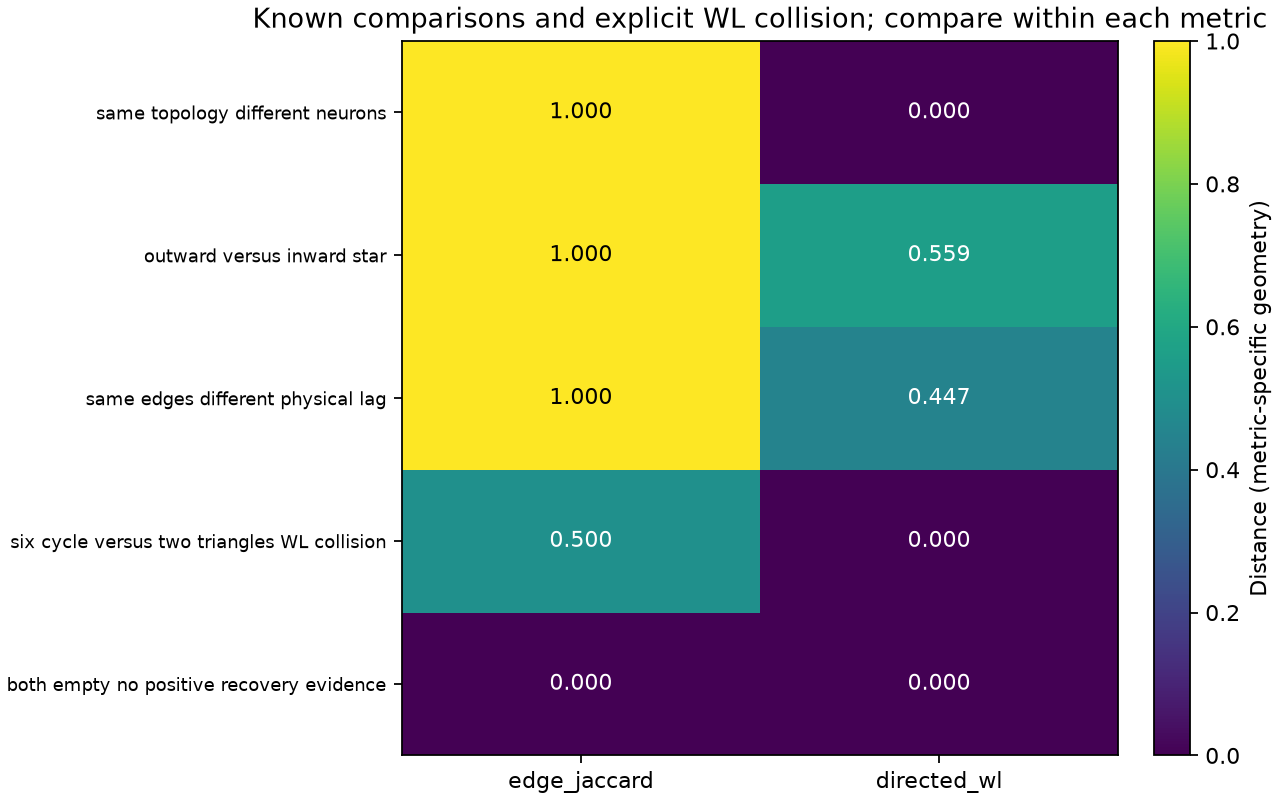 Known comparisons and explicit WL collision; compare within each metric
same topology different neurons
1.000
0.000
outward versus inward star
1.000
0.559
same edges different physical lag
1.000
0.447
six cycle versus two triangles WL collision
0.500
0.000
both empty no positive recovery evidence
0.000
0.000
edge_jaccard
directed_wl
1.0
0.8
0.6
0.4
0.2
0.0
Distance (metric-specific geometry)